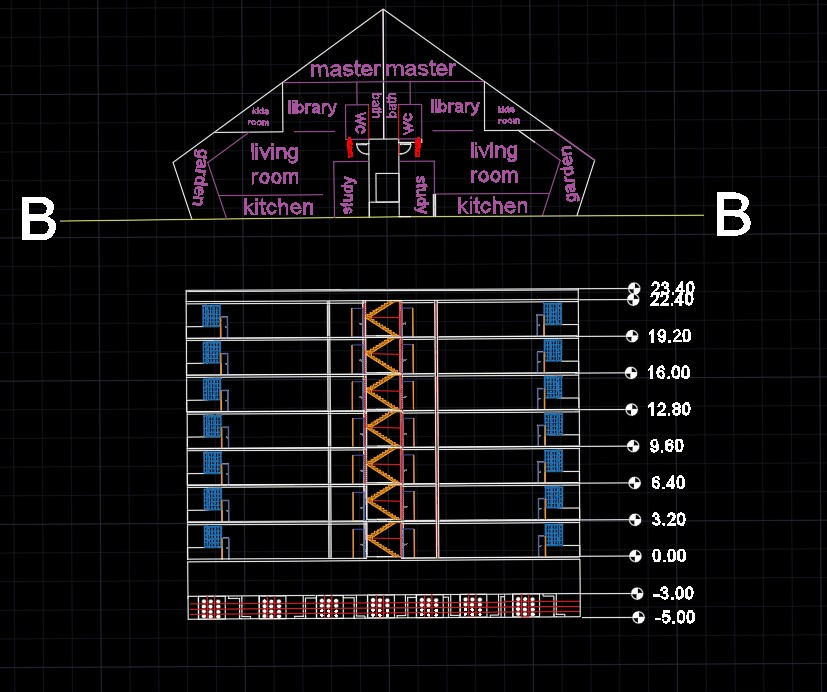 master master
library bath bath library
kids
room
kids
room
wc wc
living
room
living
room
garden garden
study study
kitchen kitchen
B B
23.40
22.40
19.20
16.00
12.80
9.60
6.40
3.20
0.00
-3.00
-5.00